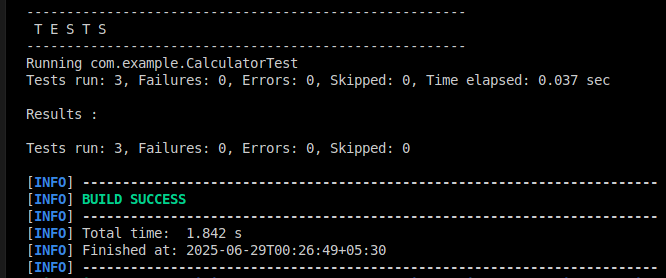 -------------------------------------------------------
 T E S T S
-------------------------------------------------------
Running com.example.CalculatorTest
Tests run: 3, Failures: 0, Errors: 0, Skipped: 0, Time elapsed: 0.037 sec

Results :

Tests run: 3, Failures: 0, Errors: 0, Skipped: 0

[INFO] ------------------------------------------------------------------------
[INFO] BUILD SUCCESS
[INFO] ------------------------------------------------------------------------
[INFO] Total time:  1.842 s
[INFO] Finished at: 2025-06-29T00:26:49+05:30
[INFO] ------------------------------------------------------------------------